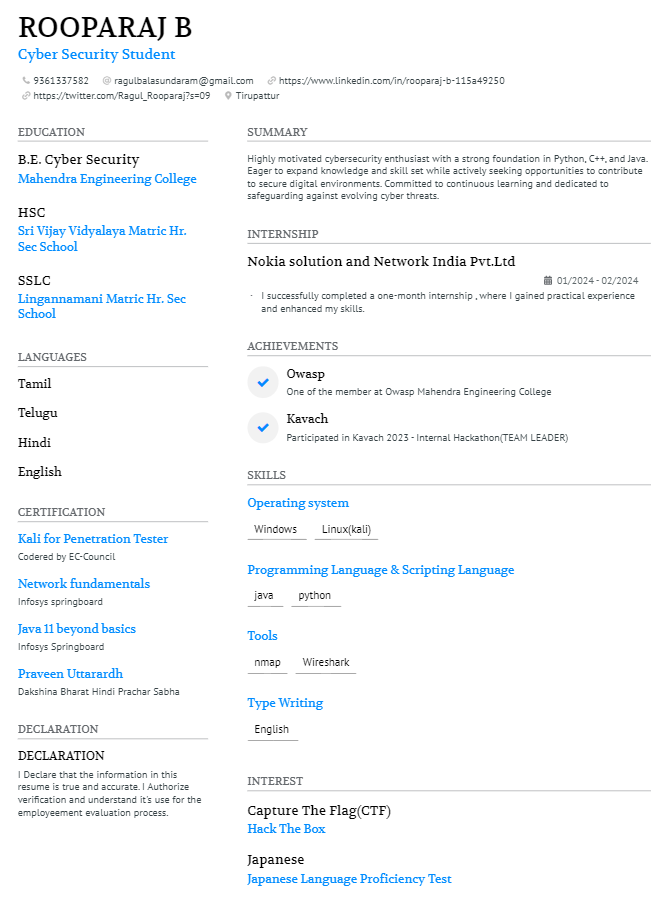 ROOPARAJ B
Cyber Security Student
9361337582 ragulbalasundaram@gmail.com https://www.linkedin.com/in/rooparaj-b-115a49250
https://twitter.com/Ragul_Rooparaj?s=09 Tirupattur
EDUCATION
B.E. Cyber Security
Mahendra Engineering College
HSC
Sri Vijay Vidyalaya Matric Hr.
Sec School
SSLC
Lingannamani Matric Hr. Sec
School
LANGUAGES
Tamil
Telugu
Hindi
English
CERTIFICATION
Kali for Penetration Tester
Codered by EC-Council
Network fundamentals
Infosys springboard
Java 11 beyond basics
Infosys Springboard
Praveen Uttarardh
Dakshina Bharat Hindi Prachar Sabha
DECLARATION
DECLARATION
I Declare that the information in this
resume is true and accurate. I Authorize
verification and understand it's use for the
employeement evaluation process.
SUMMARY
Highly motivated cybersecurity enthusiast with a strong foundation in Python, C++, and Java.
Eager to expand knowledge and skill set while actively seeking opportunities to contribute
to secure digital environments. Committed to continuous learning and dedicated to
safeguarding against evolving cyber threats.
INTERNSHIP
Nokia solution and Network India Pvt.Ltd
01/2024 - 02/2024
· I successfully completed a one-month internship , where I gained practical experience
and enhanced my skills.
ACHIEVEMENTS
Owasp
One of the member at Owasp Mahendra Engineering College
Kavach
Participated in Kavach 2023 - Internal Hackathon(TEAM LEADER)
SKILLS
Operating system
Windows Linux(kali)
Programming Language & Scripting Language
java python
Tools
nmap Wireshark
Type Writing
English
INTEREST
Capture The Flag(CTF)
Hack The Box
Japanese
Japanese Language Proficiency Test